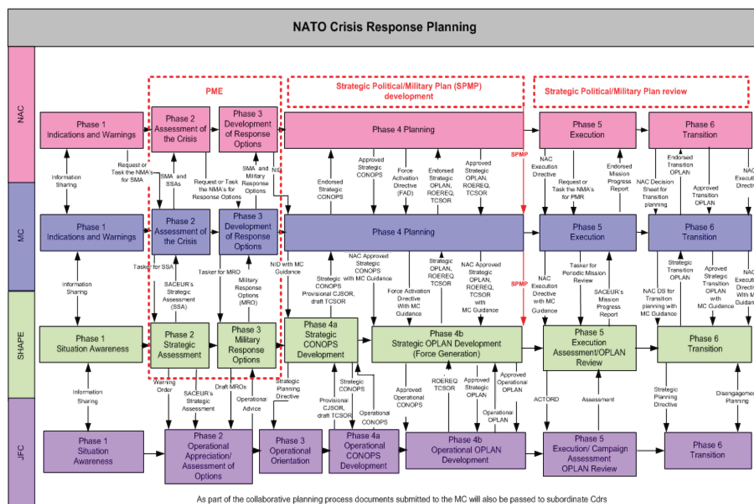 NATO Crisis Response Planning
PME
Strategic Political/Military Plan (SPMP)
development
Strategic Political/Military Plan review
NAC
Phase 1
Indications and Warnings
Phase 2
Assessment of
the Crisis
Phase 3
Development
of Response
Options
Phase 4 Planning
Phase 5
Execution
Phase 6
Transition
Information
Sharing
Request or
Task the NMA's
for SMA
SMA and
SSAs
Request or Task
the NMA's for
Response Options
SMA and
Military
Response
Options
NID
Endorsed
Strategic
CONOPS
Approved
Strategic
CONOPS
Force
Activation
Directive
(FAD)
Endorsed
Strategic
OPLAN,
ROEREQ,
TCSOR
Approved
Strategic
OPLAN,
ROEREQ,
TCSOR
SPMP
NAC
Execution
Directive
Request or
Task the NMA's
for PMR
Endorsed
Mission
Progress
Report
NAC Decision
Sheet for
Transition
planning
Endorsed
Transition
OPLAN
Approved
Transition
OPLAN
NAC
Execution
Directive
MC
Phase 1
Indications and Warnings
Phase 2
Assessment of
the Crisis
Phase 3
Development
of Response
Options
Phase 4 Planning
Phase 5
Execution
Phase 6
Transition
Information
Sharing
Tasker for SSA
SACEUR's
Strategic
Assessment
(SSA)
Tasker for MRO
Military
Response
Options
(MRO)
NID with MC
Guidance
Strategic
CONOPS
Provisional CJSOR,
draft TCSOR
NAC Approved
Strategic
CONOPS
with MC Guidance
Force Activation
Directive
With MC
Guidance
Strategic
OPLAN,
ROEREQ,
TCSOR
NAC Approved
Strategic
OPLAN,
ROEREQ,
TCSOR
with MC
Guidance
SPMP
NAC
Execution
Directive
with MC
Guidance
Tasker for
Periodic Mission
Review
SACEUR's
Mission
Progress
Report
NAC DS for
Transition
planning with
MC Guidance
Strategic
Transition
OPLAN
Aproved
Strategic
Transition
OPLAN with
MC Guidance
NAC
Execution
Directive
With MC
Guidance
SHAPE
Phase 1
Situation Awareness
Phase 2
Strategic
Assessment
Phase 3
Military
Response
Options
Phase 4a
Strategic
CONOPS
Development
Phase 4b
Strategic OPLAN Development
(Force Generation)
Phase 5
Execution
Assessment/OPLAN
Review
Phase 6
Transition
Information
Sharing
Warning
Order
SACEUR's
Strategic
Assessment
Draft MROs
Operational
Advice
Strategic
Planning
Directive
Provisional
CJSOR,
draft TCSOR
Strategic
CONOPS
Operational
CONOPS
Approved
Operational
CONOPS
ROEREQ
TCSOR
Approved
Strategic
OPLAN
Operational
OPLAN
Approved
Operational
OPLAN
ACTORD
Assessment
Strategic
Planning
Directive
Disengagement
Planning
JFC
Phase 1
Situation
Awareness
Phase 2
Operational
Appreciation/
Assessment of
Options
Phase 3
Operational
Orientation
Phase 4a
Operational
CONOPS
Development
Phase 4b
Operational OPLAN
Development
Phase 5
Execution/ Campaign
Assessment
OPLAN Review
Phase 6
Transition
As part of the collaborative planning process documents submitted to the MC will also be passed to subordinate Cdrs